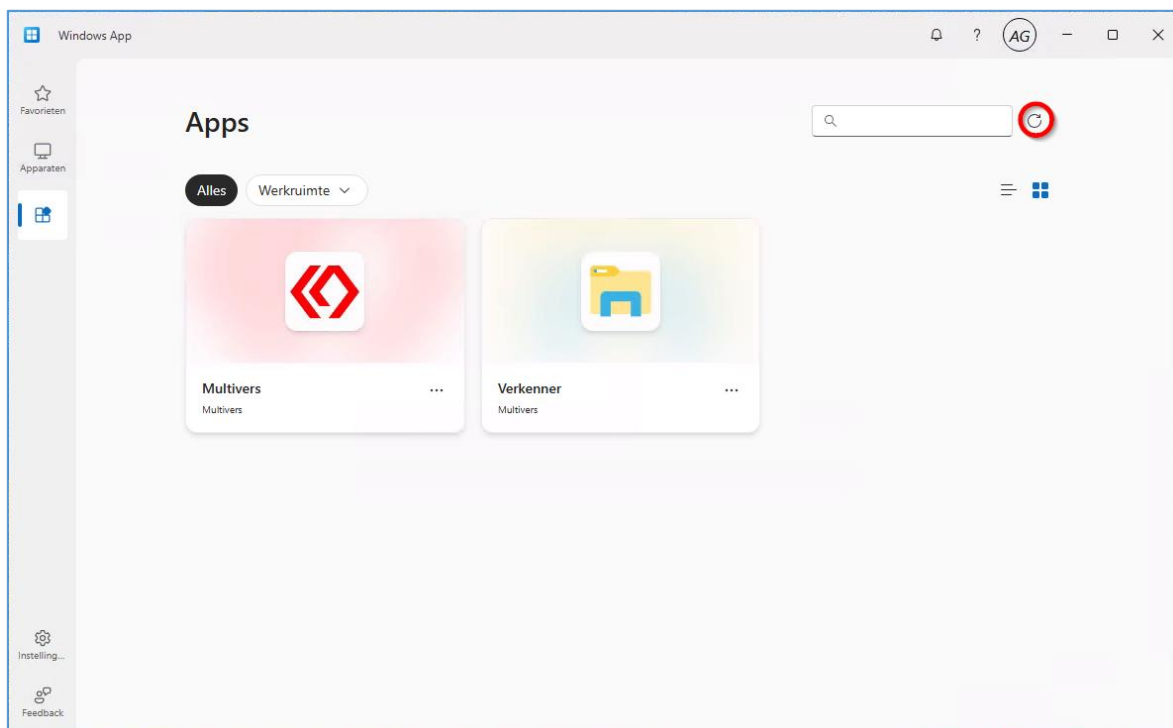 Windows App
?
AG
Favorieten
Apparaten
Apps
Alles
Werkruimte
Multivers
Multivers
Verkenner
Multivers
Instelling...
Feedback